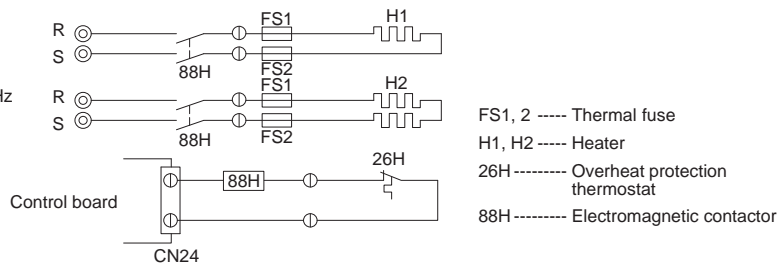 FS1
H1
R
S
88H
FS2
FS1
H2
Hz
R
S
88H
FS2
26H
88H
Control board
CN24
FS1, 2 ----- Thermal fuse
H1, H2 ----- Heater
26H --------- Overheat protection
thermostat
88H --------- Electromagnetic contactor